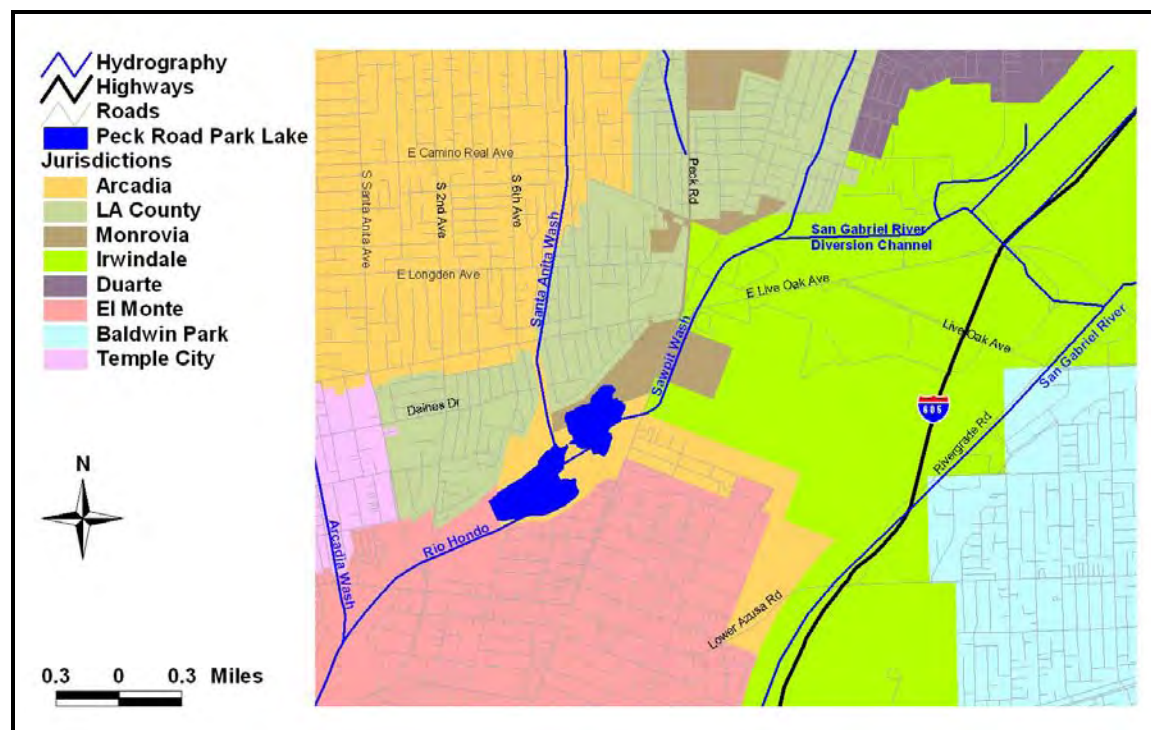 Hydrography
Highways
Roads
Peck Road Park Lake
Jurisdictions
Arcadia
LA County
Monrovia
Irwindale
Duarte
El Monte
Baldwin Park
Temple City
N
0.3 0 0.3 Miles
E Camino Real Ave
S Santa Anita Ave
S 2nd Ave
S 6th Ave
E Longden Ave
Santa Anita Wash
Peck Rd
San Gabriel River
Diversion Channel
E Live Oak Ave
Live Oak Ave
Sawpit Wash
San Gabriel River
Daines Dr
605
Rivergrade Rd
Rio Hondo
Arcadia Wash
Lower Azusa Rd